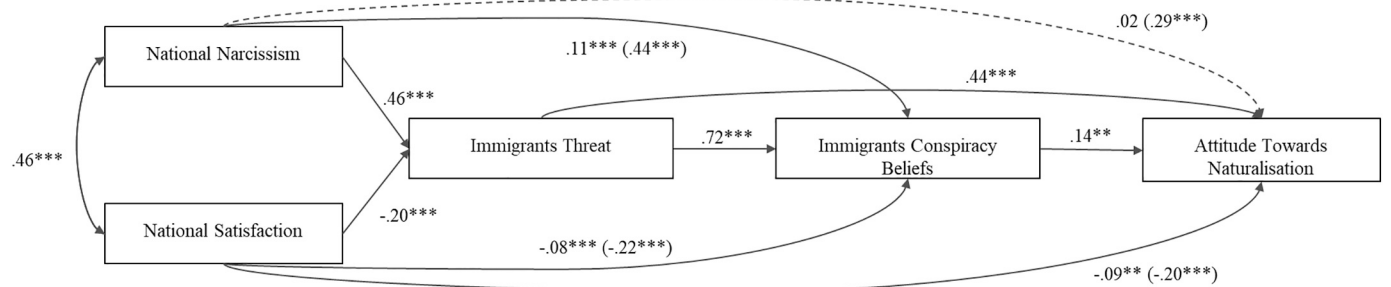 .02 (.29***)
National Narcissism
.11*** (.44***)
.44***
.46***
.46***
Immigrants Threat
.72***
Immigrants Conspiracy
Beliefs
.14**
Attitude Towards
Naturalisation
-.20***
National Satisfaction
-.08*** (-.22***)
-.09** (-.20***)